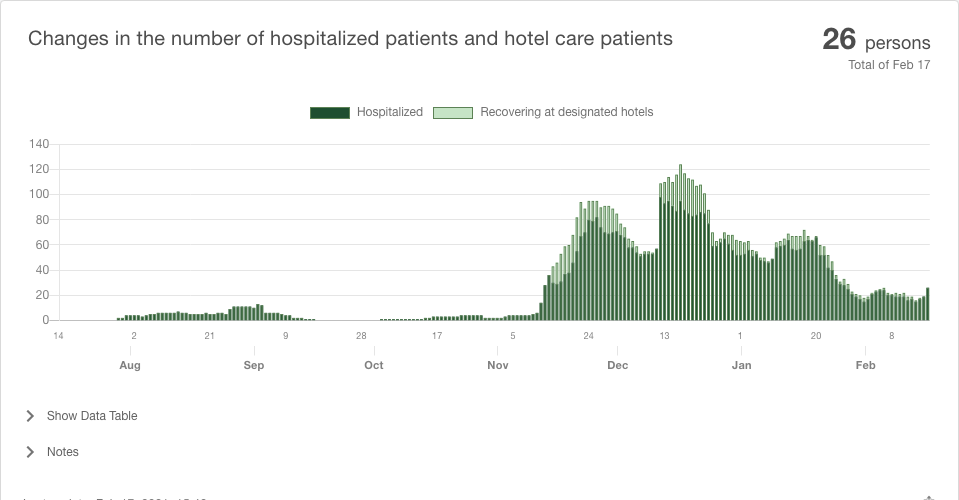 Changes in the number of hospitalized patients and hotel care patients
26 persons
Total of Feb 17
Hospitalized Recovering at designated hotels
140
120
100
80
60
40
20
0
14 2 21 9 28 17 5 24 13 1 20 8
Aug Sep Oct Nov Dec Jan Feb
Show Data Table
Notes